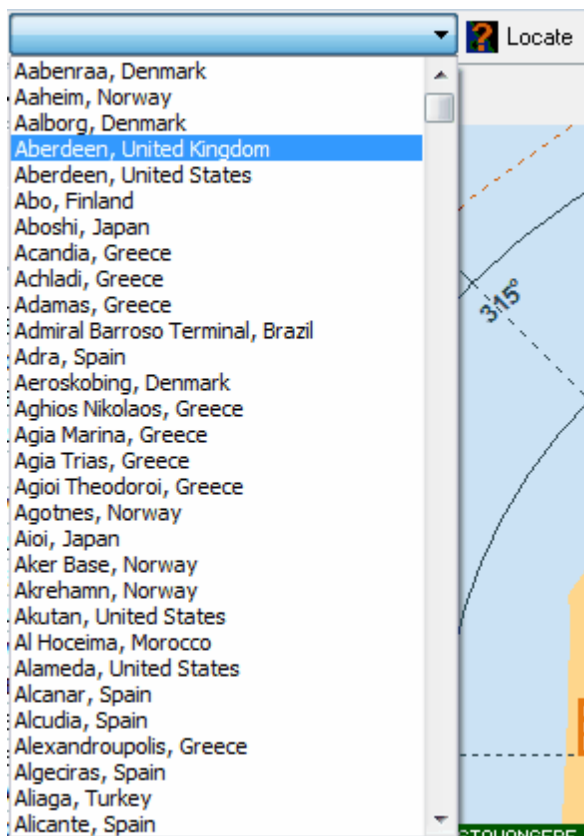 Locate
Aabenraa, Denmark
Aaheim, Norway
Aalborg, Denmark
Aberdeen, United Kingdom
Aberdeen, United States
Abo, Finland
Aboshi, Japan
Acandia, Greece
Achladi, Greece
Adamas, Greece
Admiral Barroso Terminal, Brazil
Adra, Spain
Aeroskobing, Denmark
Aghios Nikolaos, Greece
Agia Marina, Greece
Agia Trias, Greece
Agioi Theodoroi, Greece
Agotnes, Norway
Aioi, Japan
Aker Base, Norway
Akrehamn, Norway
Akutan, United States
Al Hoceima, Morocco
Alameda, United States
Alcanar, Spain
Alcudia, Spain
Alexandroupolis, Greece
Algeciras, Spain
Aliaga, Turkey
Alicante, Spain
315°